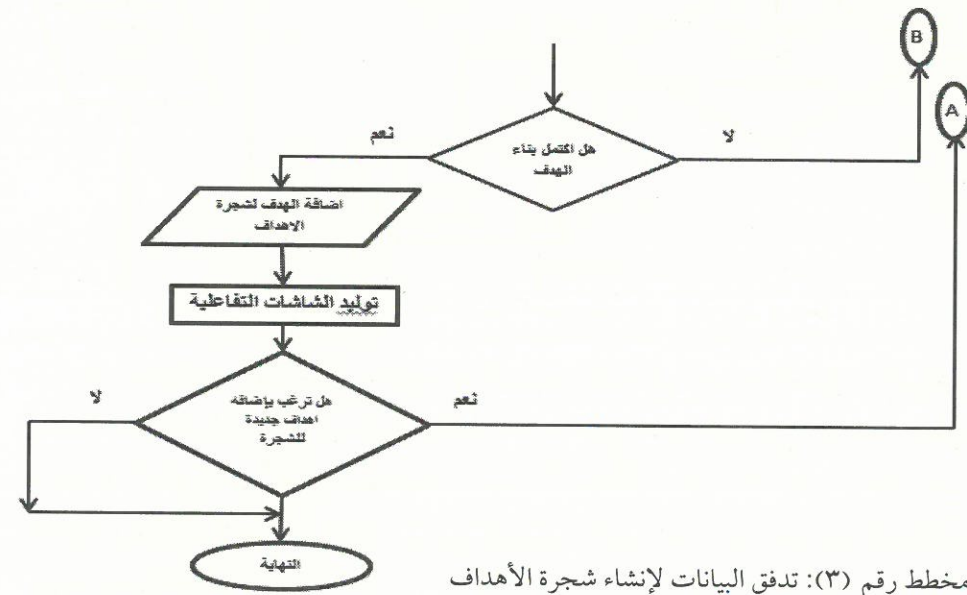 B
A
هل اكتمل بناء
الهدف
لا
نعم
اضافة الهدف لشجرة
الاهداف
توليد الشاشات التفاعلية
هل ترغب بإضافه
اهداف جديدة
للشجرة
نعم
لا
النهاية
مخطط رقم (٣): تدفق البيانات لإنشاء شجرة الأهداف